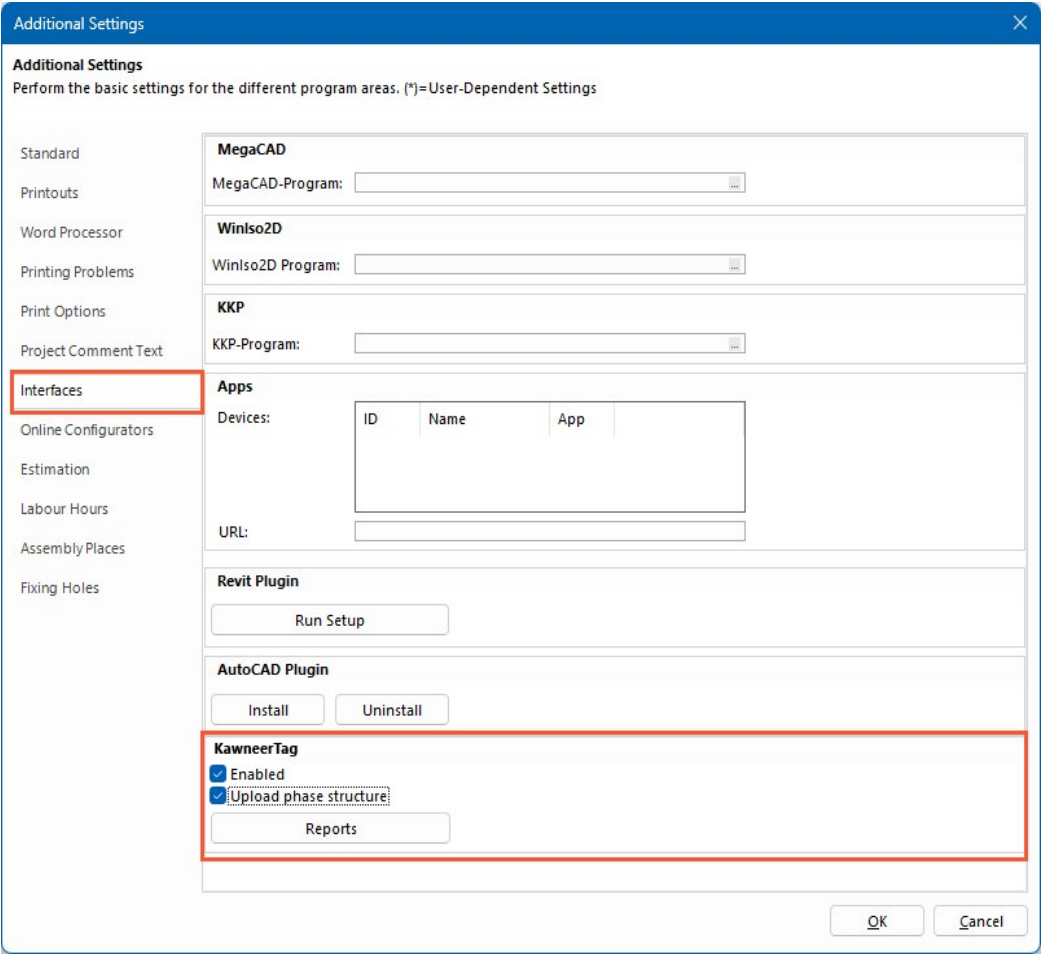 Additional Settings
Additional Settings
Perform the basic settings for the different program areas. (*)=User-Dependent Settings
Standard
Printouts
Word Processor
Printing Problems
Print Options
Project Comment Text
Interfaces
Online Configurators
Estimation
Labour Hours
Assembly Places
Fixing Holes
MegaCAD
MegaCAD-Program: ...
WinIso2D
WinIso2D Program: ...
KKP
KKP-Program: ...
Apps
Devices: ID Name App
URL:
Revit Plugin
Run Setup
AutoCAD Plugin
Install Uninstall
KawneerTag
Enabled
Upload phase structure
Reports
OK Cancel